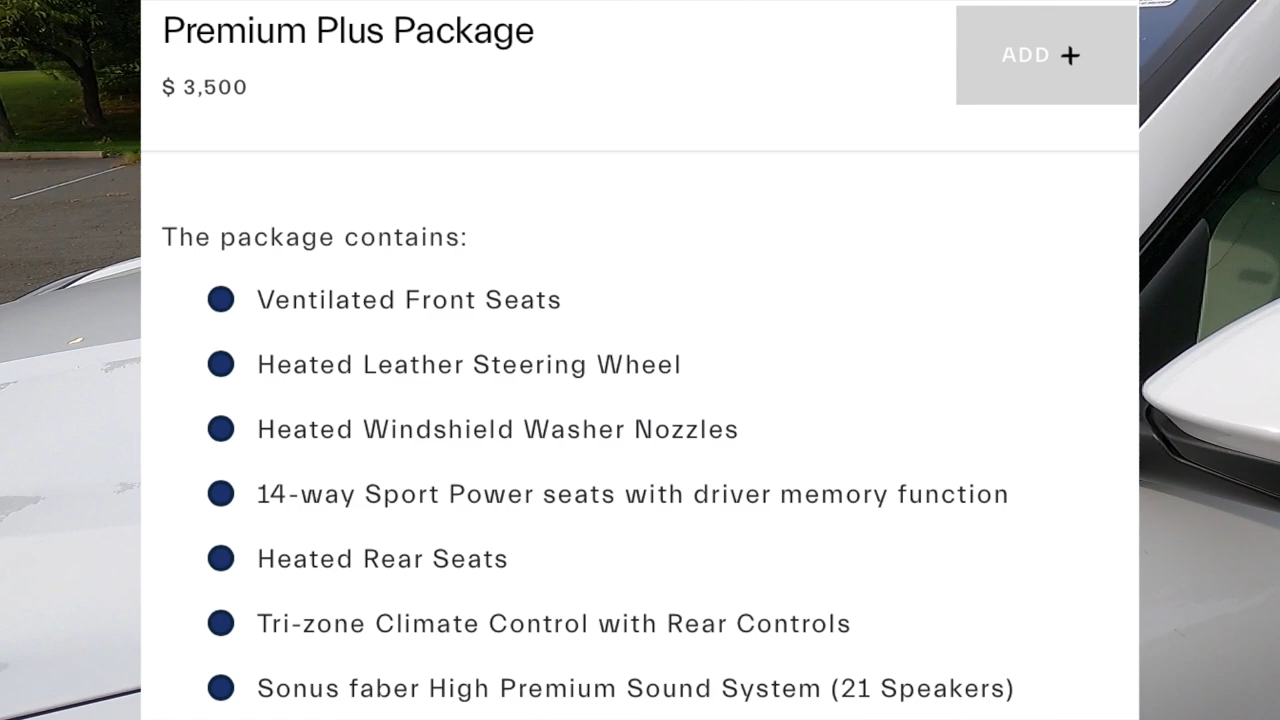 Premium Plus Package
ADD +
$ 3,500
The package contains:
Ventilated Front Seats
Heated Leather Steering Wheel
Heated Windshield Washer Nozzles
14-way Sport Power seats with driver memory function
Heated Rear Seats
Tri-zone Climate Control with Rear Controls
Sonus faber High Premium Sound System (21 Speakers)